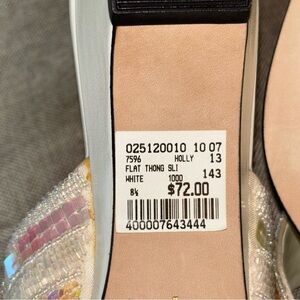 025120010 10 07
7596 HOLLY 13
FLAT THONG SLI
WHITE 1000 143
8½ $72.00
400007643444